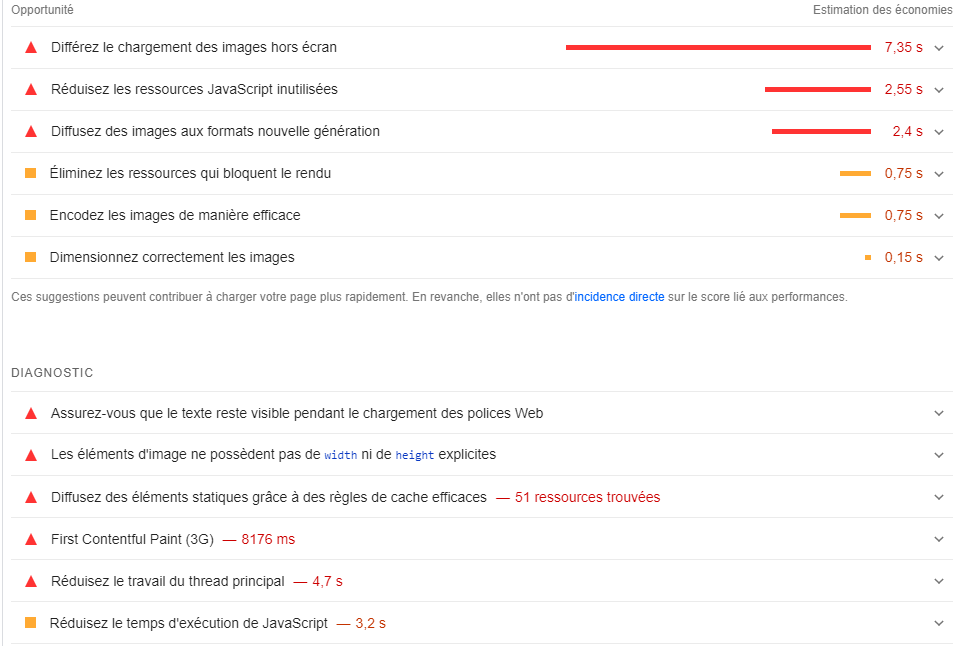 Opportunité Estimation des économies
Différez le chargement des images hors écran 7,35 s
Réduisez les ressources JavaScript inutilisées 2,55 s
Diffusez des images aux formats nouvelle génération 2,4 s
Éliminez les ressources qui bloquent le rendu 0,75 s
Encodez les images de manière efficace 0,75 s
Dimensionnez correctement les images 0,15 s
Ces suggestions peuvent contribuer à charger votre page plus rapidement. En revanche, elles n'ont pas d'incidence directe sur le score lié aux performances.
DIAGNOSTIC
Assurez-vous que le texte reste visible pendant le chargement des polices Web
Les éléments d'image ne possèdent pas de width ni de height explicites
Diffusez des éléments statiques grâce à des règles de cache efficaces — 51 ressources trouvées
First Contentful Paint (3G) — 8176 ms
Réduisez le travail du thread principal — 4,7 s
Réduisez le temps d'exécution de JavaScript — 3,2 s